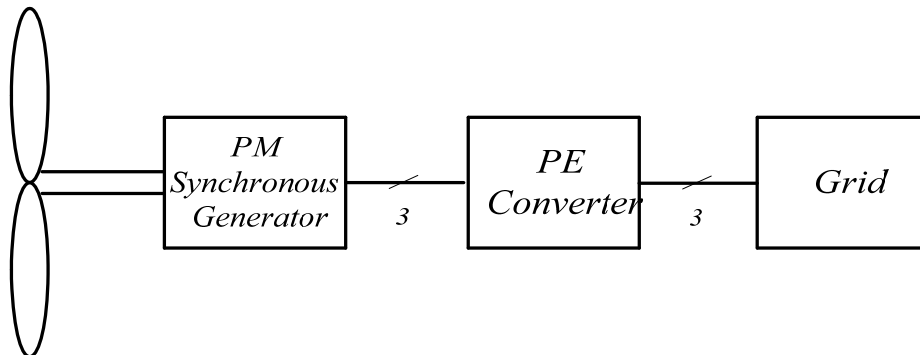 PM
Synchronous
Generator
3
PE
Converter
3
Grid